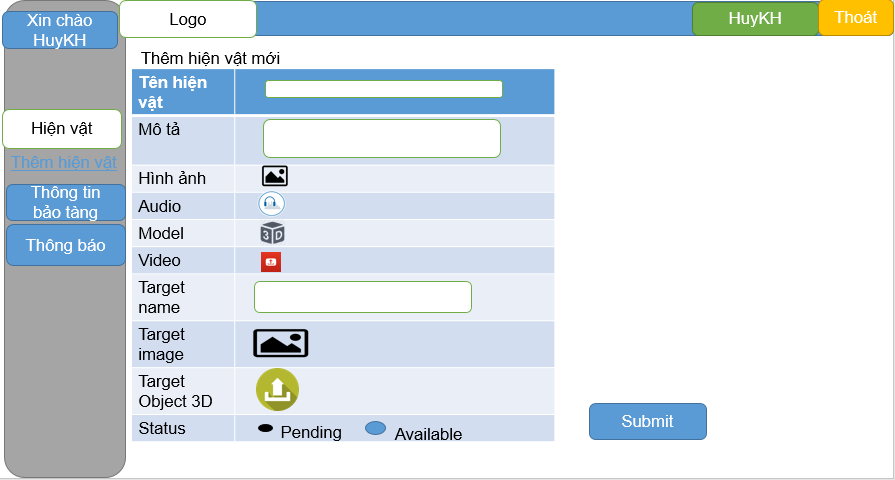 Xin chào
HuyKH
Logo
HuyKH
Thoát
Hiện vật
Thêm hiện vật
Thông tin
bảo tàng
Thông báo
Thêm hiện vật mới
Tên hiện
vật
Mô tả
Hình ảnh
Audio
Model
3D
Video
Target
name
Target
image
Target
Object 3D
Status
Pending
Available
Submit